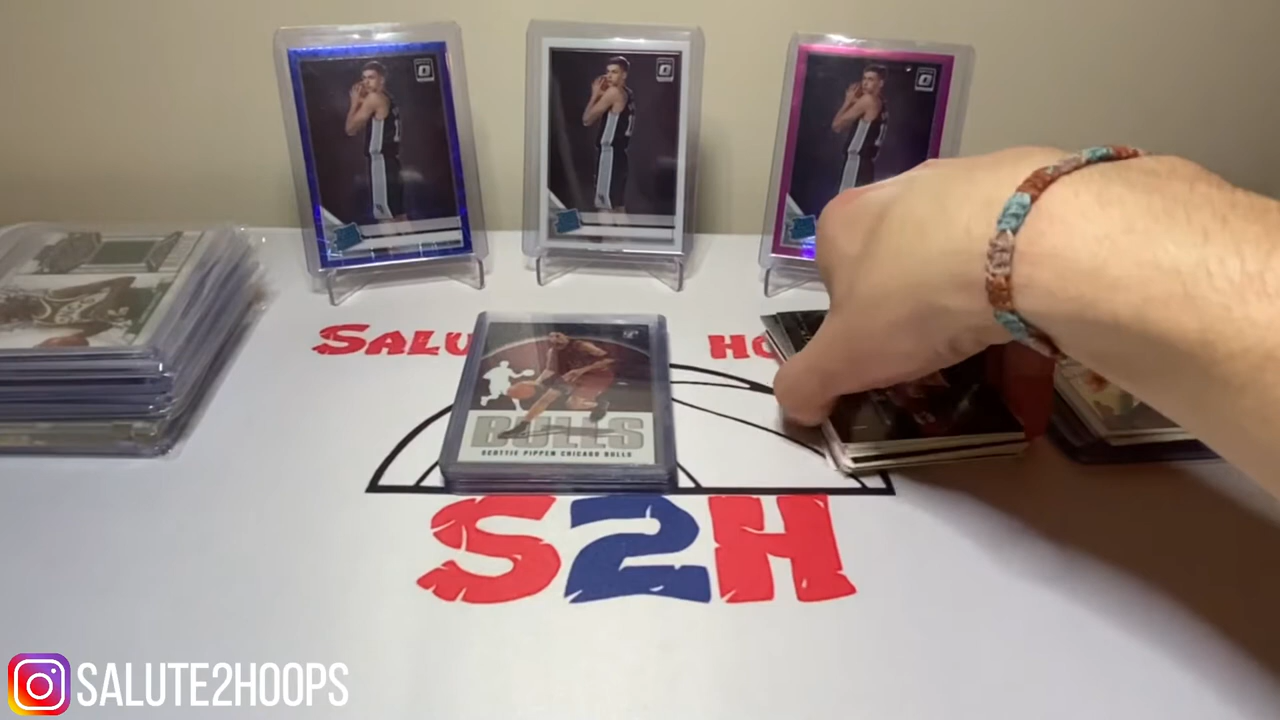 SALU
HO
BULLS
SCOTTIE PIPPEN CHICAGO BULLS
S2H
SALUTE2HOOPS